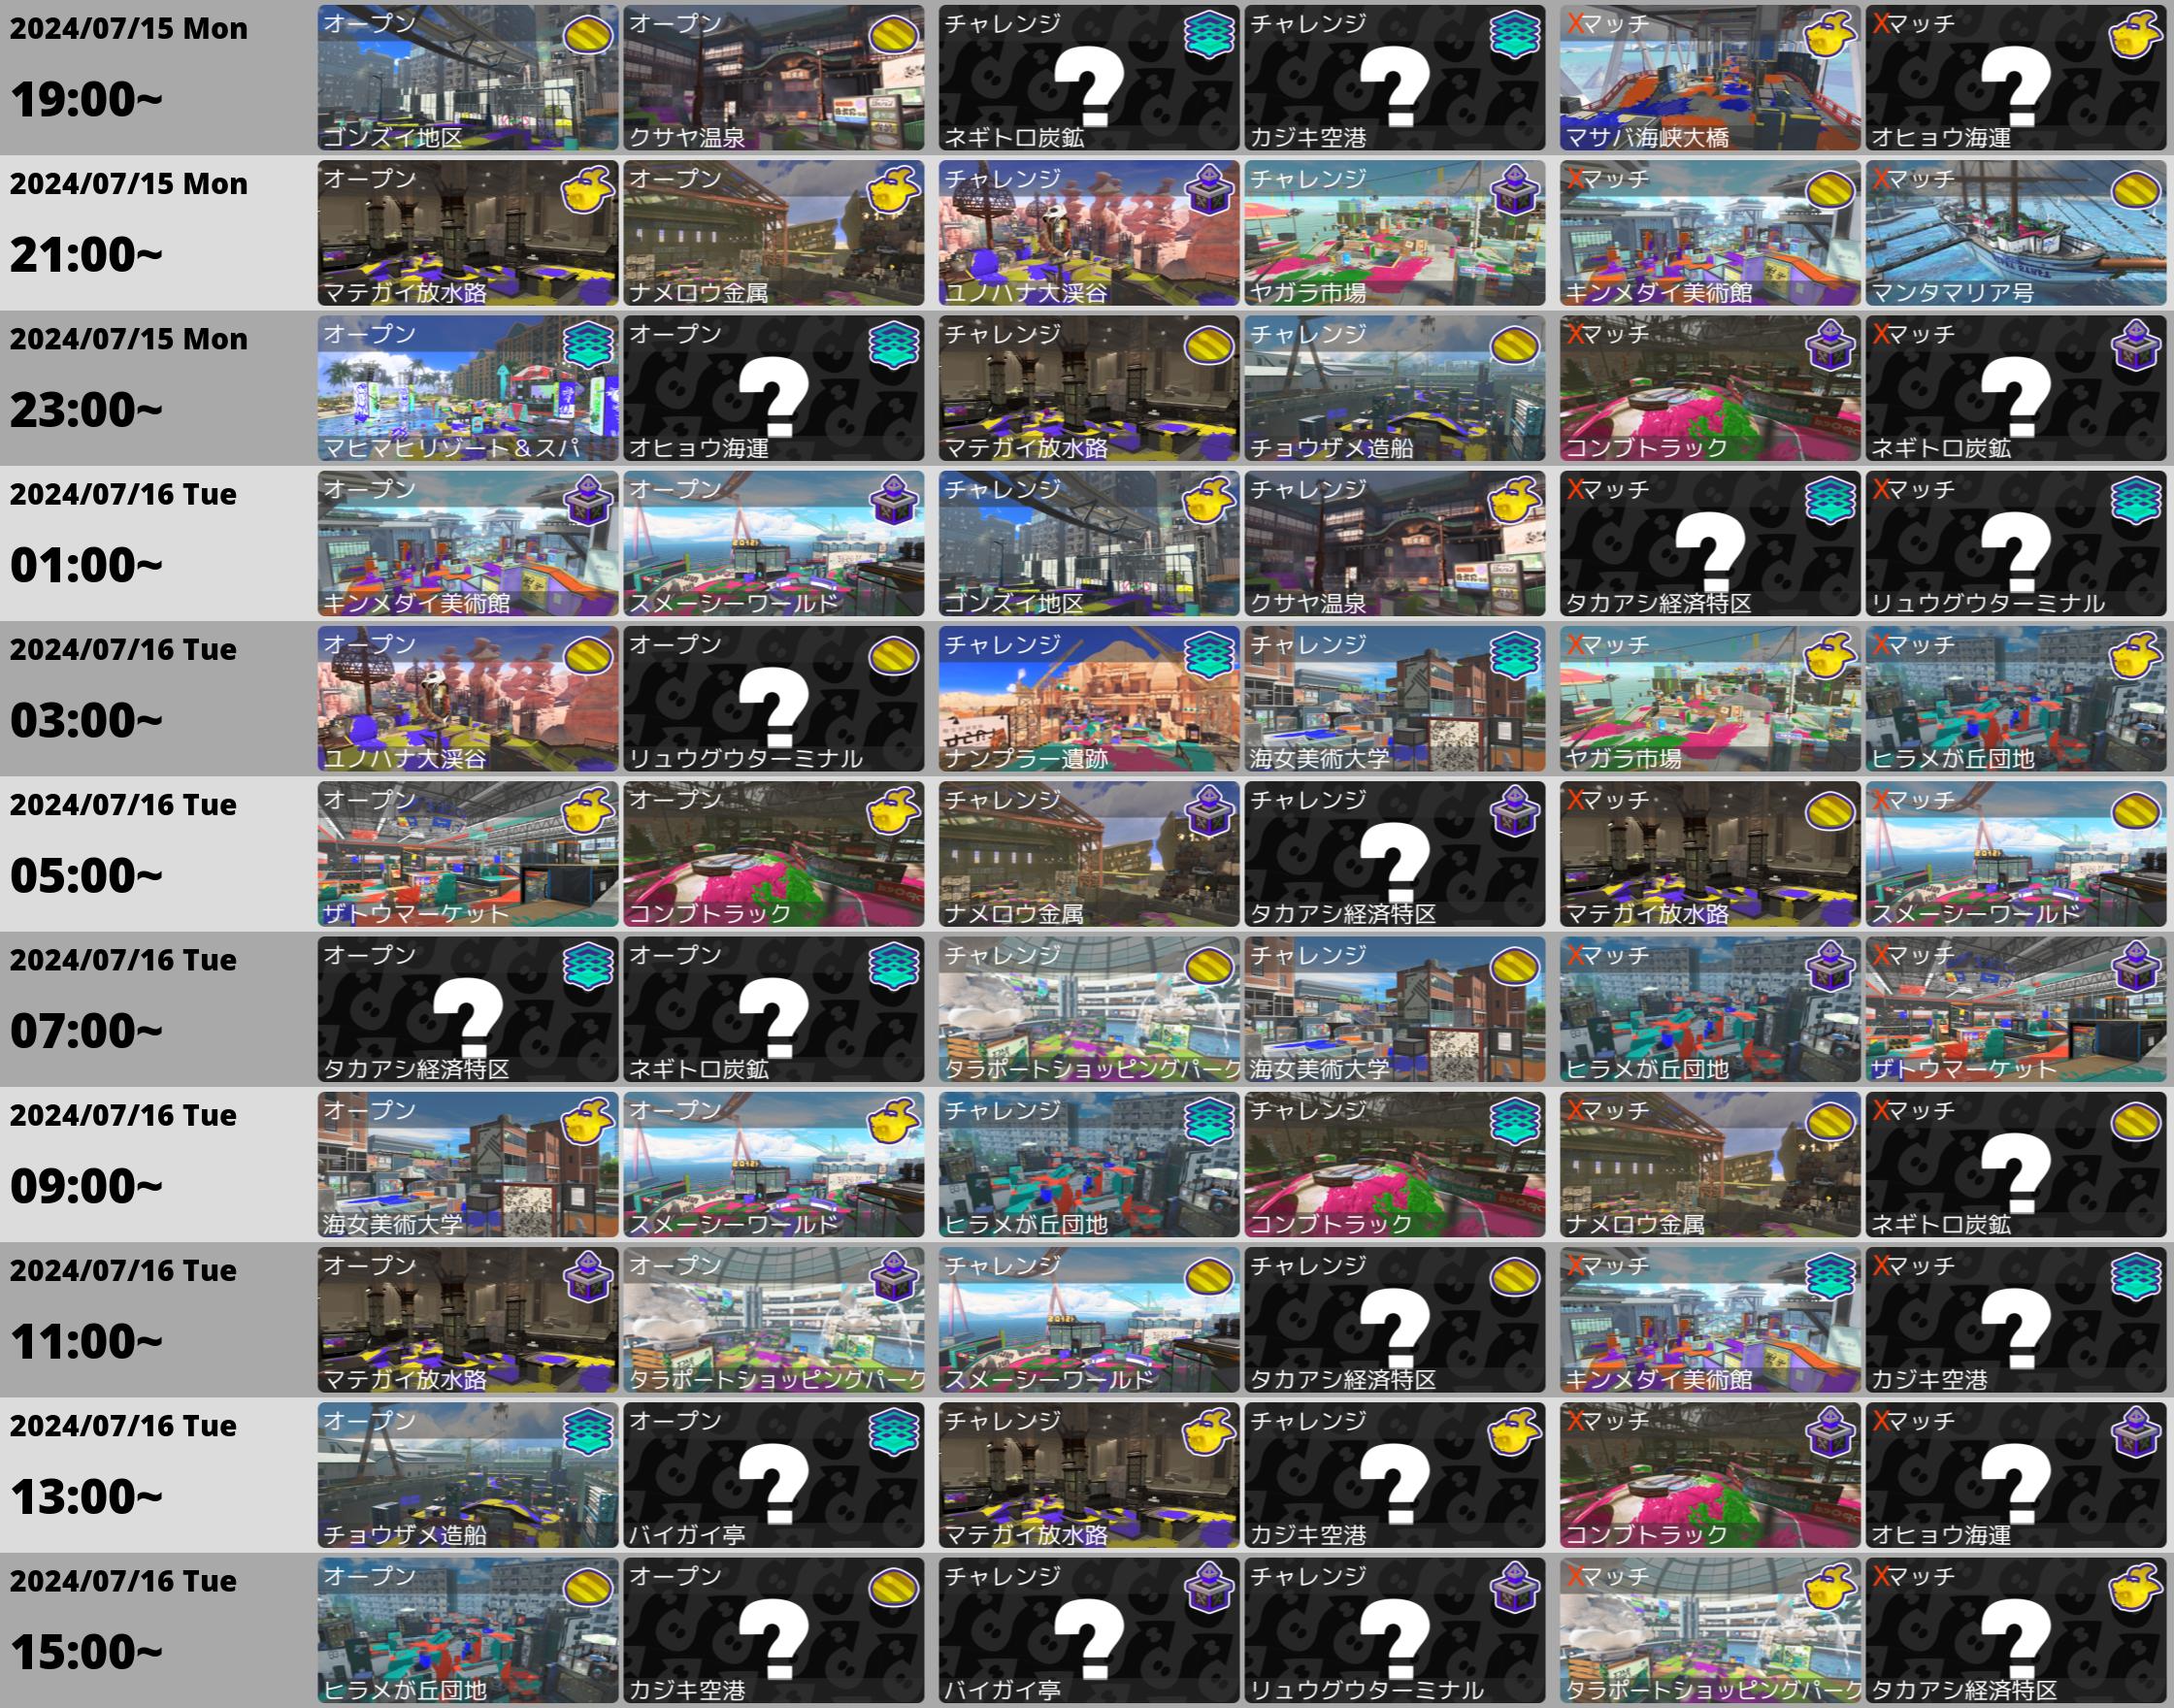 2024/07/15 Mon
19:00~
オープン
ゴンズイ地区
オープン
クサヤ温泉
チャレンジ
ネギトロ炭鉱
チャレンジ
カジキ空港
Xマッチ
マサバ海峡大橋
Xマッチ
オヒョウ海運
2024/07/15 Mon
21:00~
オープン
マテガイ放水路
オープン
ナメロウ金属
チャレンジ
ユノハナ大渓谷
チャレンジ
ヤガラ市場
Xマッチ
キンメダイ美術館
Xマッチ
マンタマリア号
2024/07/15 Mon
23:00~
オープン
マヒマヒリゾート＆スパ
オープン
オヒョウ海運
チャレンジ
マテガイ放水路
チャレンジ
チョウザメ造船
Xマッチ
コンブトラック
Xマッチ
ネギトロ炭鉱
2024/07/16 Tue
01:00~
オープン
キンメダイ美術館
オープン
スメーシーワールド
チャレンジ
ゴンズイ地区
チャレンジ
クサヤ温泉
Xマッチ
タカアシ経済特区
Xマッチ
リュウグウターミナル
2024/07/16 Tue
03:00~
オープン
ユノハナ大渓谷
オープン
リュウグウターミナル
チャレンジ
ナンプラー遺跡
チャレンジ
海女美術大学
Xマッチ
ヤガラ市場
Xマッチ
ヒラメが丘団地
2024/07/16 Tue
05:00~
オープン
ザトウマーケット
オープン
コンブトラック
チャレンジ
ナメロウ金属
チャレンジ
タカアシ経済特区
Xマッチ
マテガイ放水路
Xマッチ
スメーシーワールド
2024/07/16 Tue
07:00~
オープン
タカアシ経済特区
オープン
ネギトロ炭鉱
チャレンジ
タラポートショッピングパーク
チャレンジ
海女美術大学
Xマッチ
ヒラメが丘団地
Xマッチ
ザトウマーケット
2024/07/16 Tue
09:00~
オープン
海女美術大学
オープン
スメーシーワールド
チャレンジ
ヒラメが丘団地
チャレンジ
コンブトラック
Xマッチ
ナメロウ金属
Xマッチ
ネギトロ炭鉱
2024/07/16 Tue
11:00~
オープン
マテガイ放水路
オープン
タラポートショッピングパーク
チャレンジ
スメーシーワールド
チャレンジ
タカアシ経済特区
Xマッチ
キンメダイ美術館
Xマッチ
カジキ空港
2024/07/16 Tue
13:00~
オープン
チョウザメ造船
オープン
バイガイ亭
チャレンジ
マテガイ放水路
チャレンジ
カジキ空港
Xマッチ
コンブトラック
Xマッチ
オヒョウ海運
2024/07/16 Tue
15:00~
オープン
ヒラメが丘団地
オープン
カジキ空港
チャレンジ
バイガイ亭
チャレンジ
リュウグウターミナル
Xマッチ
タラポートショッピングパーク
Xマッチ
タカアシ経済特区